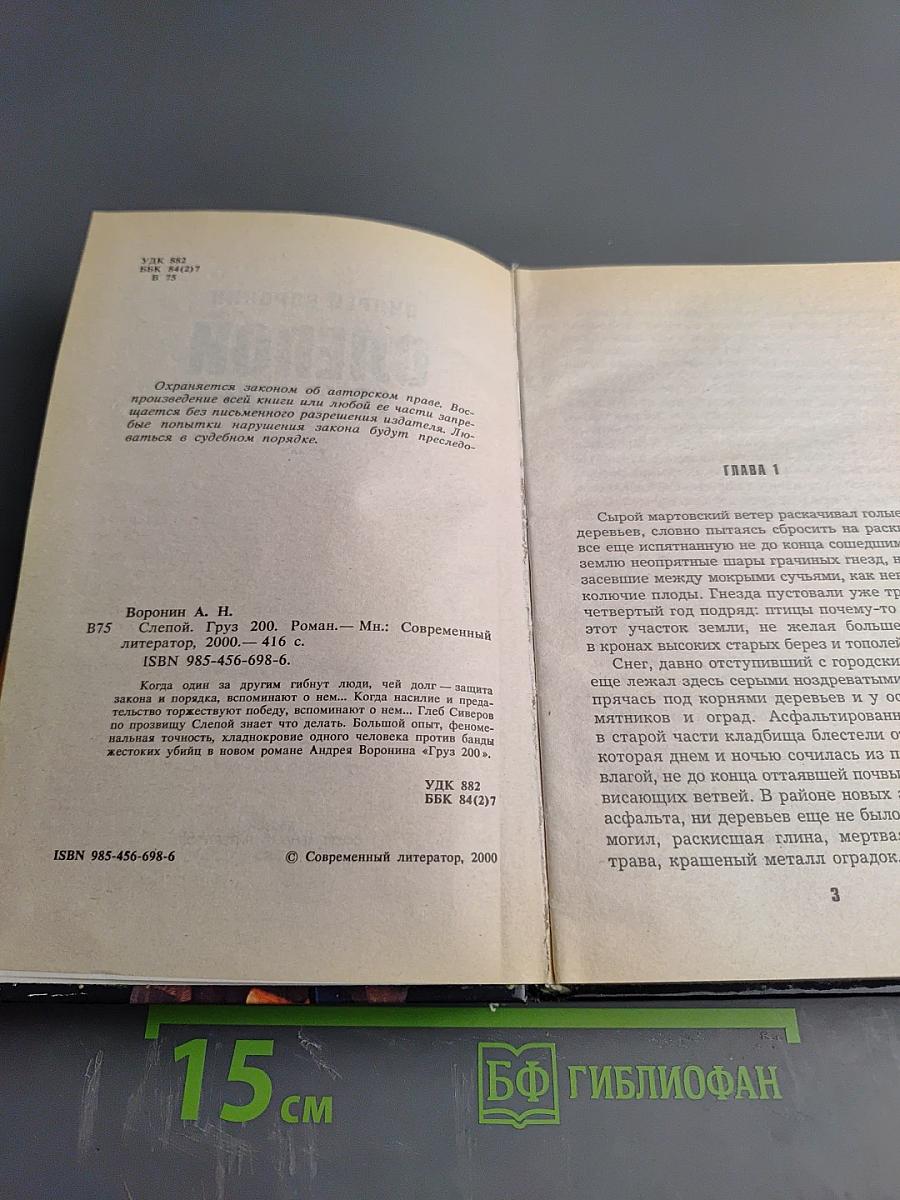 УДК 882
ББК 84(2)7
В 75
Охраняется законом об авторском праве. Вос-
произведение всей книги или любой ее части запре-
щается без письменного разрешения издателя. Лю-
бые попытки нарушения закона будут преследо-
ваться в судебном порядке.
Воронин А. Н.
В75 Слепой. Груз 200. Роман.— Мн.: Современный
литератор, 2000.— 416 с.
ISBN 985-456-698-6.
Когда один за другим гибнут люди, чей долг — защита
закона и порядка, вспоминают о нем... Когда насилие и преда-
тельство торжествуют победу, вспоминают о нем... Глеб Сиверов
по прозвищу Слепой знает что делать. Большой опыт, феноме-
нальная точность, хладнокровие одного человека против банды
жестоких убийц в новом романе Андрея Воронина «Груз 200».
УДК 882
ББК 84(2)7
ISBN 985-456-698-6
© Современный литератор, 2000
ГЛАВА 1
Сырой мартовский ветер раскачивал голые
деревьев, словно пытаясь сбросить на раски
все еще испятнанную не до конца сошедшим
землю неопрятные шары грачиных гнезд, н
засевшие между мокрыми сучьями, как нев
колючие плоды. Гнезда пустовали уже тр
четвертый год подряд: птицы почему-то
этот участок земли, не желая больше
в кронах высоких старых берез и тополей
Снег, давно отступивший с городски
еще лежал здесь серыми ноздреватыми
прячась под корнями деревьев и у ос
мятников и оград. Асфальтирован
в старой части кладбища блестели от
которая днем и ночью сочилась из п
влагой, не до конца оттаявшей почвы
висающих ветвей. В районе новых з
асфальта, ни деревьев еще не было
могил, раскисшая глина, мертвая
трава, крашеный металл оградок.
3
15 см
БФ ГИБЛИОФАН